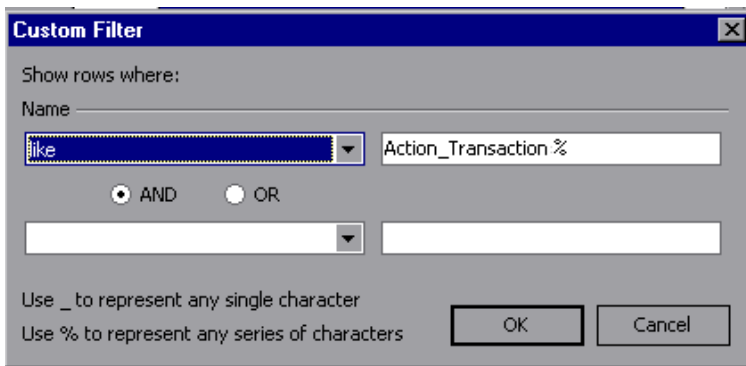 Custom Filter
Show rows where:
Name
like
Action_Transaction %
AND
OR
Use _ to represent any single character
Use % to represent any series of characters
OK
Cancel